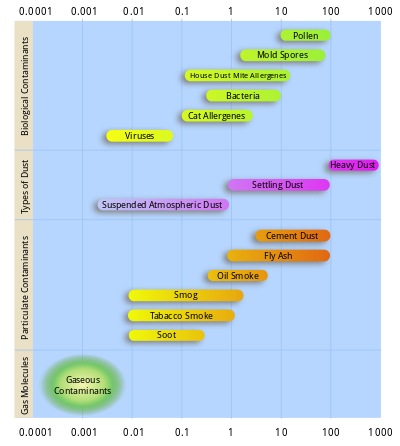 0.0001 0.001 0.01 0.1 1 10 100 1000
Biological Contaminants
Pollen
Mold Spores
House Dust Mite Allergenes
Bacteria
Cat Allergenes
Viruses
Types of Dust
Heavy Dust
Settling Dust
Suspended Atmospheric Dust
Particulate Contaminants
Cement Dust
Fly Ash
Oil Smoke
Smog
Tabacco Smoke
Soot
Gas Molecules
Gaseous
Contaminants
0.0001 0.001 0.01 0.1 1 10 100 1000